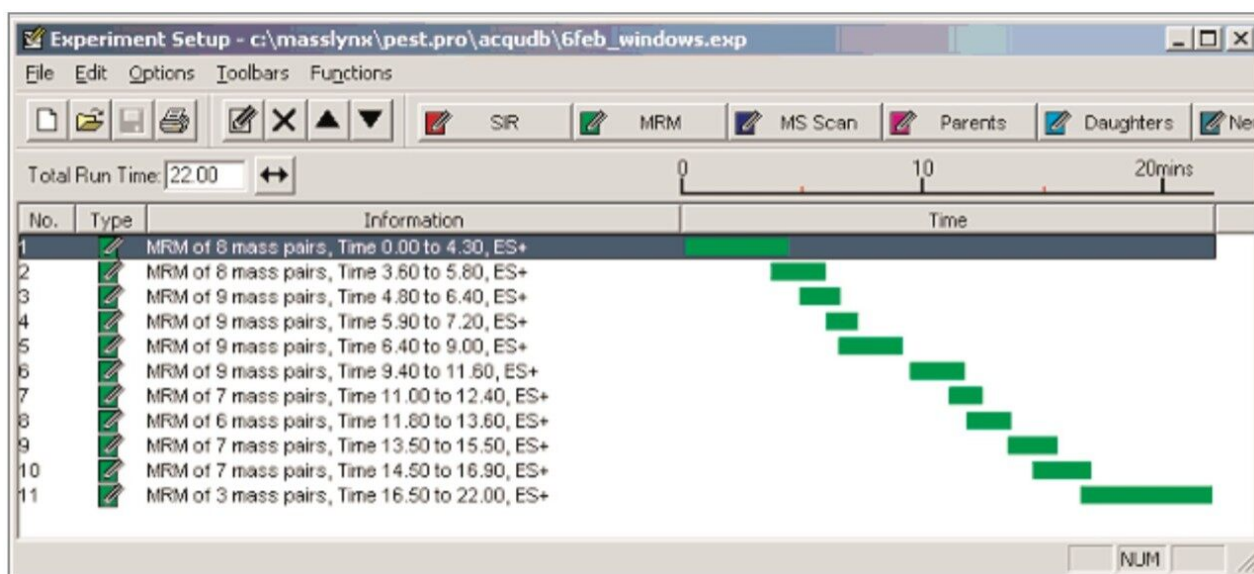 Experiment Setup - c:\masslynx\pest.pro\acqudb\6feb_windows.exp
File Edit Options Toolbars Functions
SIR MRM MS Scan Parents Daughters Ne
Total Run Time: 22.00 0 10 20mins
No. Type Information Time
1 MRM of 8 mass pairs, Time 0.00 to 4.30, ES+
2 MRM of 8 mass pairs, Time 3.60 to 5.80, ES+
3 MRM of 9 mass pairs, Time 4.80 to 6.40, ES+
4 MRM of 9 mass pairs, Time 5.90 to 7.20, ES+
5 MRM of 9 mass pairs, Time 6.40 to 9.00, ES+
6 MRM of 9 mass pairs, Time 9.40 to 11.60, ES+
7 MRM of 7 mass pairs, Time 11.00 to 12.40, ES+
8 MRM of 6 mass pairs, Time 11.80 to 13.60, ES+
9 MRM of 7 mass pairs, Time 13.50 to 15.50, ES+
10 MRM of 7 mass pairs, Time 14.50 to 16.90, ES+
11 MRM of 3 mass pairs, Time 16.50 to 22.00, ES+
NUM